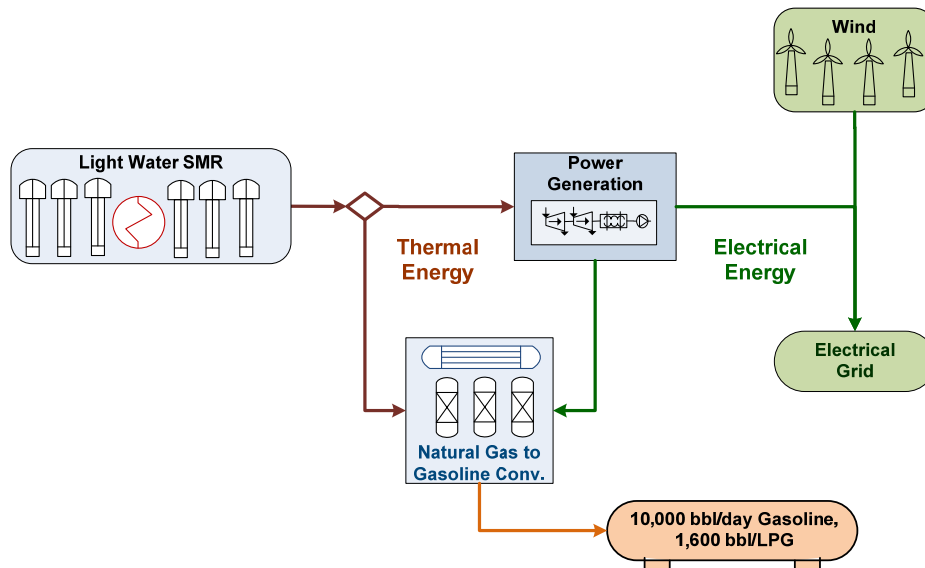 Wind
Light Water SMR
Power
Generation
Thermal
Energy
Electrical
Energy
Electrical
Grid
Natural Gas to
Gasoline Conv.
10,000 bbl/day Gasoline,
1,600 bbl/LPG